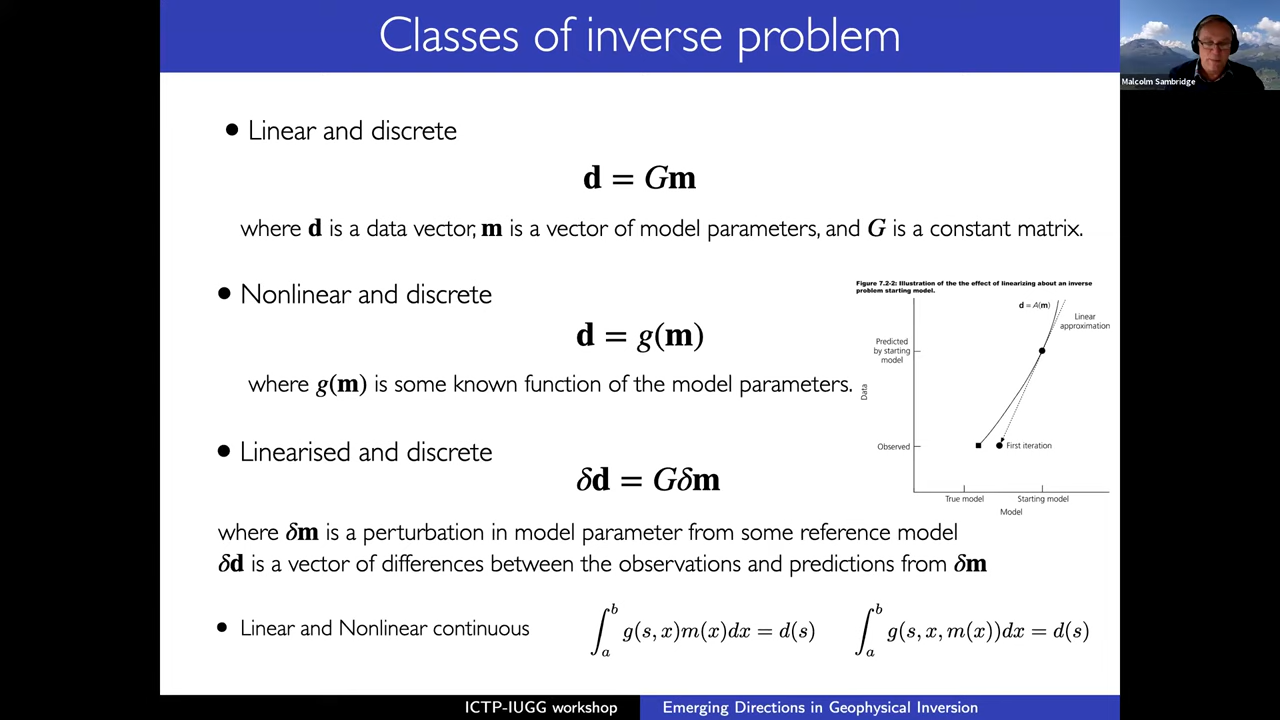 Classes of inverse problem
Malcolm Sambridge
• Linear and discrete
d = Gm
where d is a data vector, m is a vector of model parameters, and G is a constant matrix.
• Nonlinear and discrete
d = g(m)
where g(m) is some known function of the model parameters.
Figure 7.2-2: Illustration of the the effect of linearizing about an inverse
problem starting model.
d = A(m)
Linear
approximation
Predicted
by starting
model
Data
Observed
First iteration
True model
Starting model
Model
• Linearised and discrete
δd = Gδm
where δm is a perturbation in model parameter from some reference model
δd is a vector of differences between the observations and predictions from δm
• Linear and Nonlinear continuous
∫_a^b g(s, x)m(x)dx = d(s)
∫_a^b g(s, x, m(x))dx = d(s)
ICTP-IUGG workshop
Emerging Directions in Geophysical Inversion